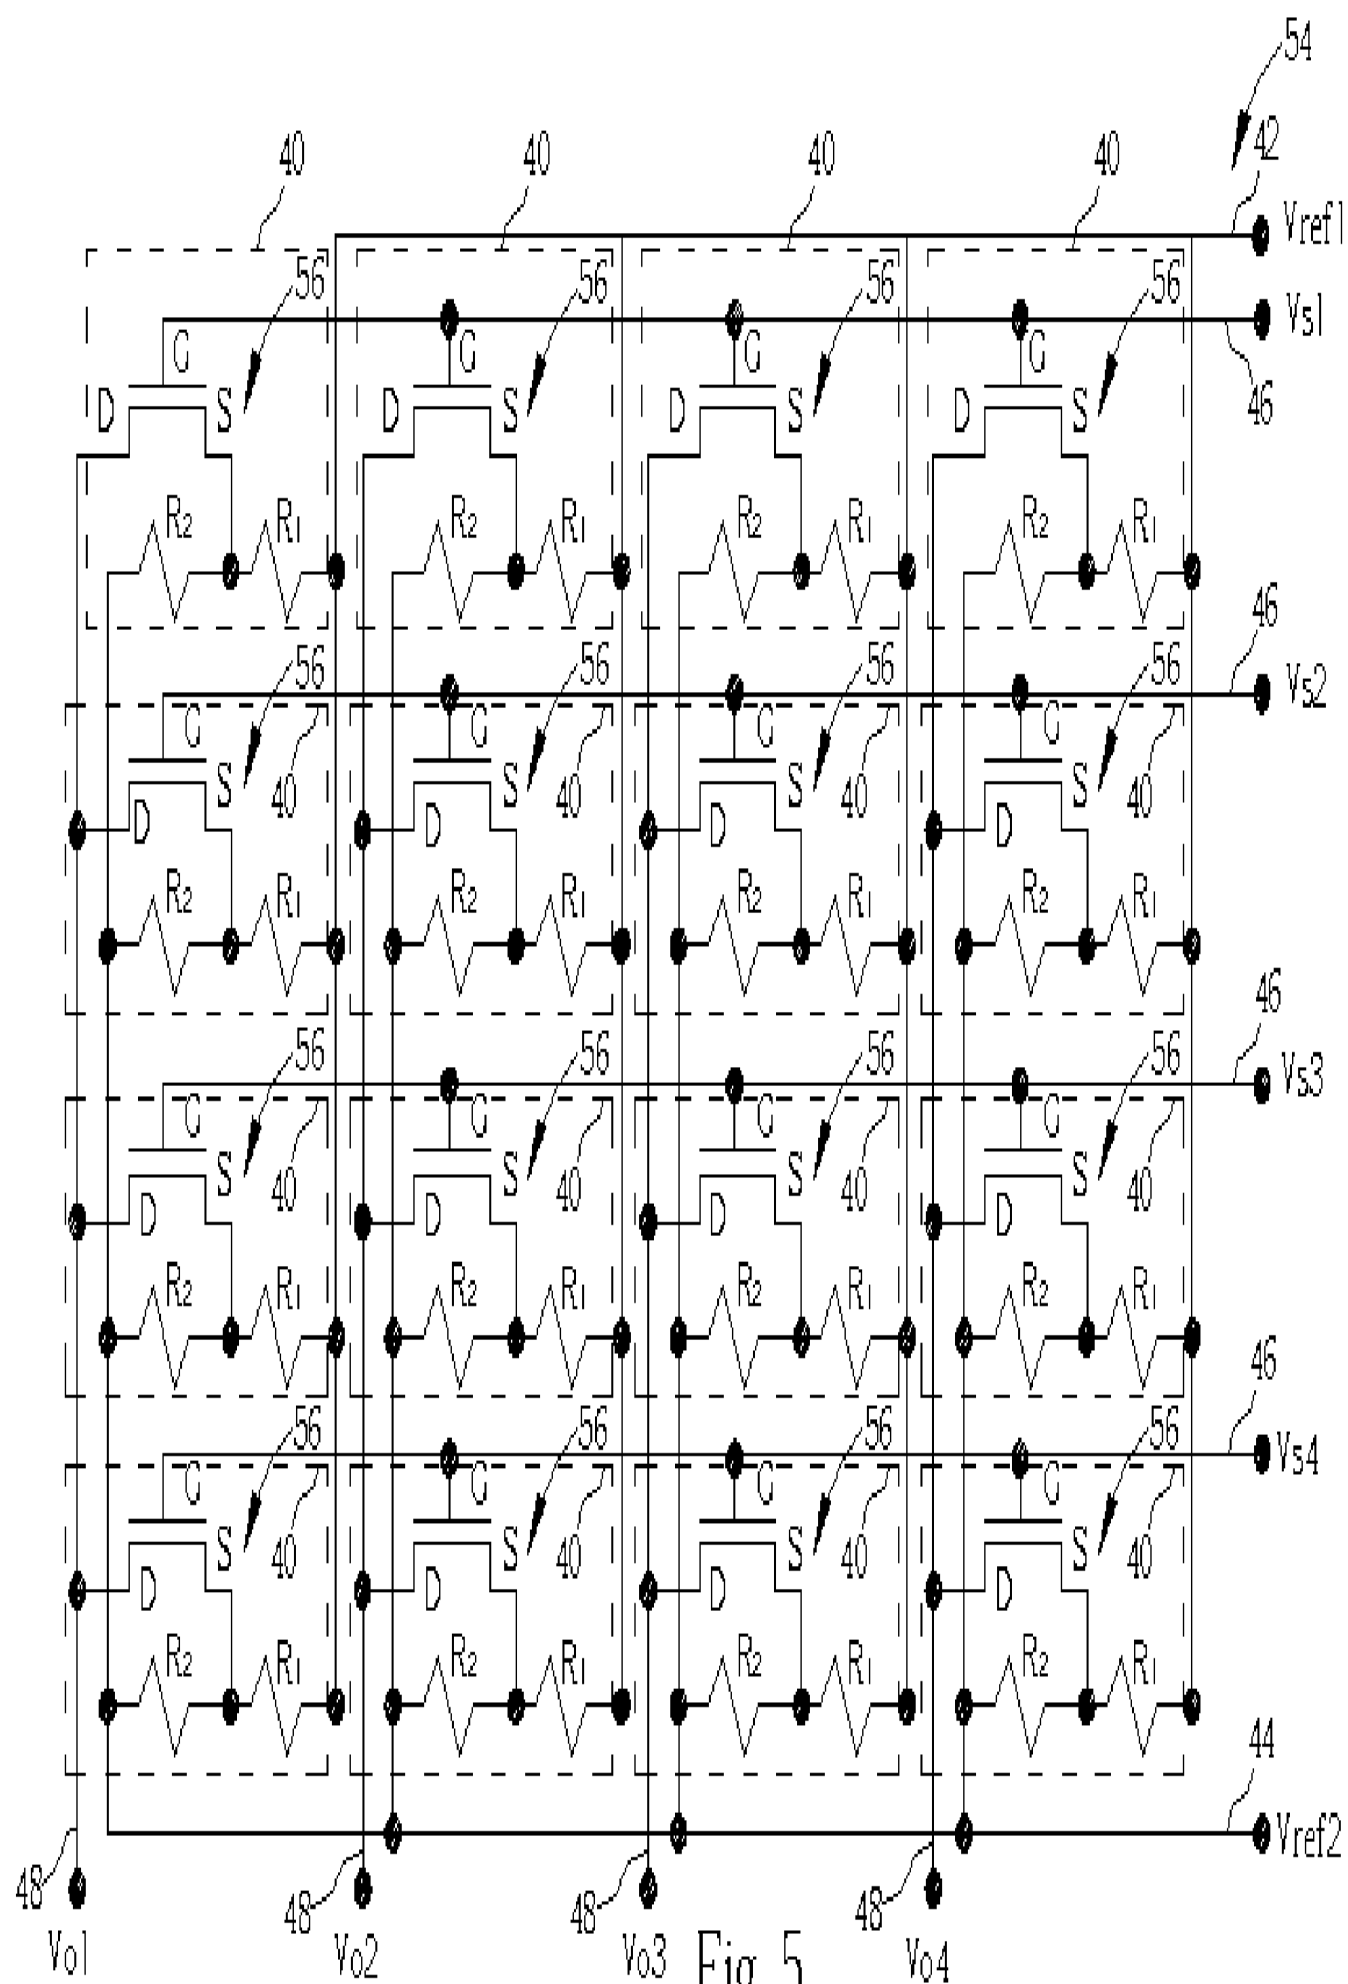 54
40 40 40 40 42
Vref1
56 56 56 56 Vs1
G G G G
D S D S D S D S 46
R2 R1 R2 R1 R2 R1 R2 R1
46
56 56 56 56 Vs2
G G G G
S 40 S 40 S 40 S 40
D D D D
R2 R1 R2 R1 R2 R1 R2 R1
46
56 56 56 56 Vs3
G G G G
S 40 S 40 S 40 S 40
D D D D
R2 R1 R2 R1 R2 R1 R2 R1
46
56 56 56 56 Vs4
G G G G
S 40 S 40 S 40 S 40
D D D D
R2 R1 R2 R1 R2 R1 R2 R1
44
Vref2
48 48 48 48
Vo1 Vo2 Vo3 Fig 5 Vo4